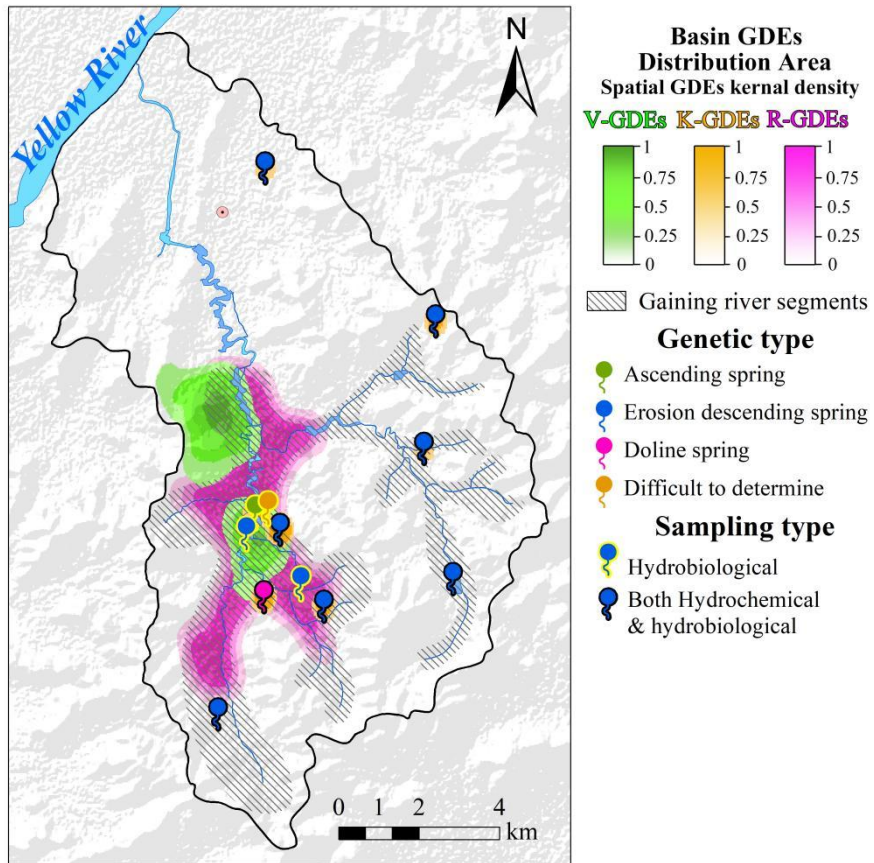 Yellow River
N
0 1 2 4
km
Basin GDEs
Distribution Area
Spatial GDEs kernal density
V-GDEs K-GDEs R-GDEs
1 1 1
0.75 0.75 0.75
0.5 0.5 0.5
0.25 0.25 0.25
0 0 0
Gaining river segments
Genetic type
Ascending spring
Erosion descending spring
Doline spring
Difficult to determine
Sampling type
Hydrobiological
Both Hydrochemical
& hydrobiological